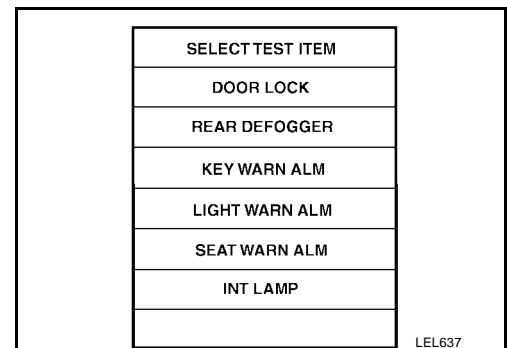 SELECT TEST ITEM
DOOR LOCK
REAR DEFOGGER
KEY WARN ALM
LIGHT WARN ALM
SEAT WARN ALM
INT LAMP
LEL637